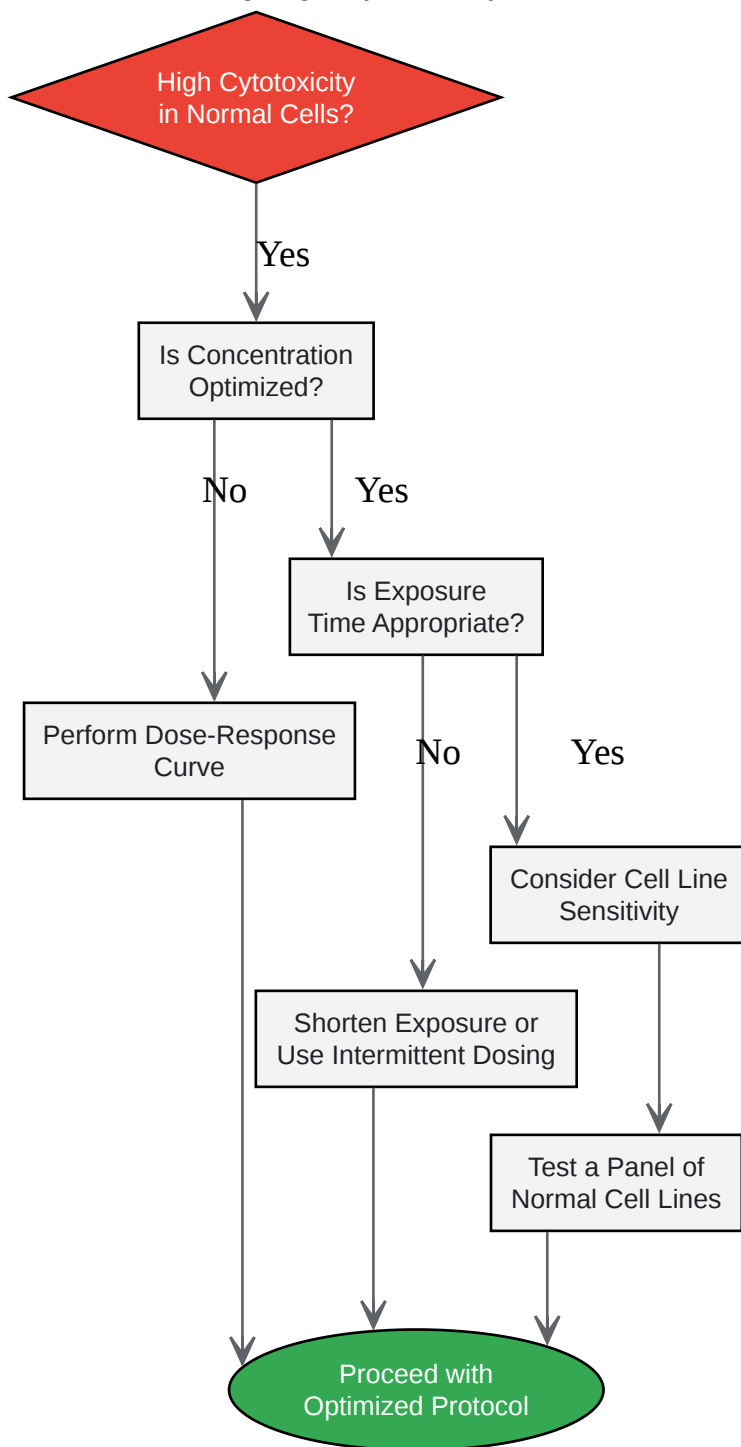 High Cytotoxicity
in Normal Cells?
Yes
Is Concentration
Optimized?
No
Yes
Is Exposure
Time Appropriate?
Perform Dose-Response
Curve
No
Yes
Consider Cell Line
Sensitivity
Shorten Exposure or
Use Intermittent Dosing
Test a Panel of
Normal Cell Lines
Proceed with
Optimized Protocol